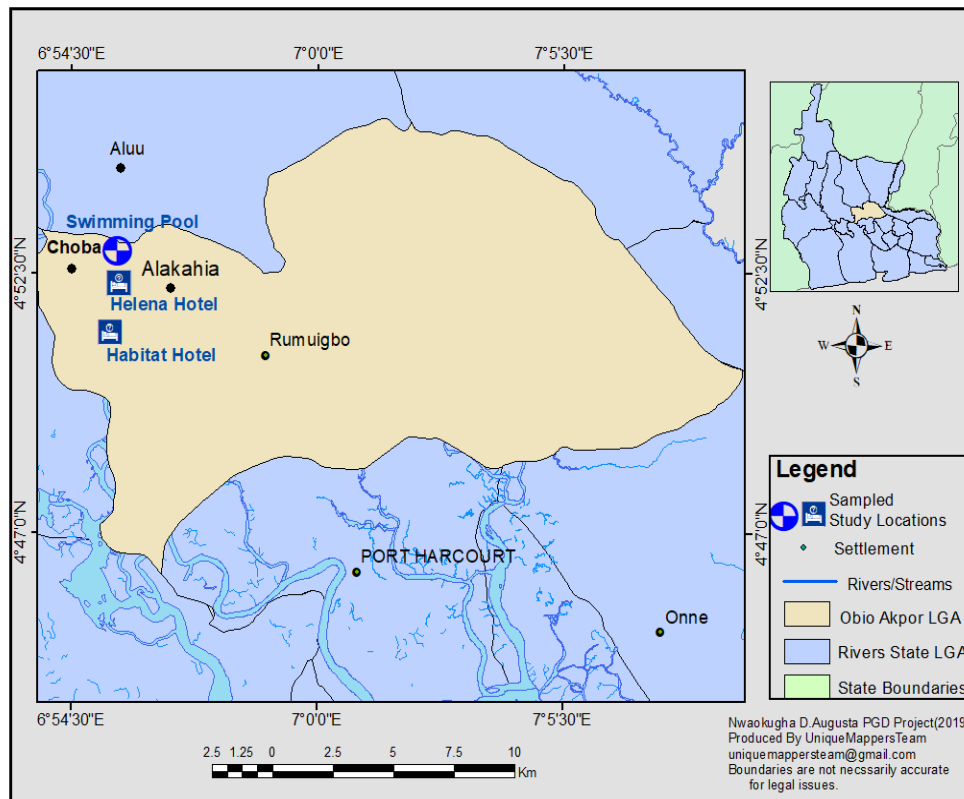 6°54'30"E 7°0'0"E 7°5'30"E
Aluu
Swimming Pool
Choba
4°52'30"N 4°52'30"N
Alakahia
Helena Hotel
Habitat Hotel
Rumuigbo
N
W E
S
4°47'0"N 4°47'0"N
PORT HARCOURT
Onne
6°54'30"E 7°0'0"E 7°5'30"E
2.5 1.25 0 2.5 5 7.5 10
Km
Legend
Sampled
Study Locations
Settlement
Rivers/Streams
Obio Akpor LGA
Rivers State LGA
State Boundaries
Nwaokugha D.Augusta PGD Project(2019
Produced By UniqueMappersTeam
uniquemappersteam@gmail.com
Boundaries are not necssarily accurate
for legal issues.